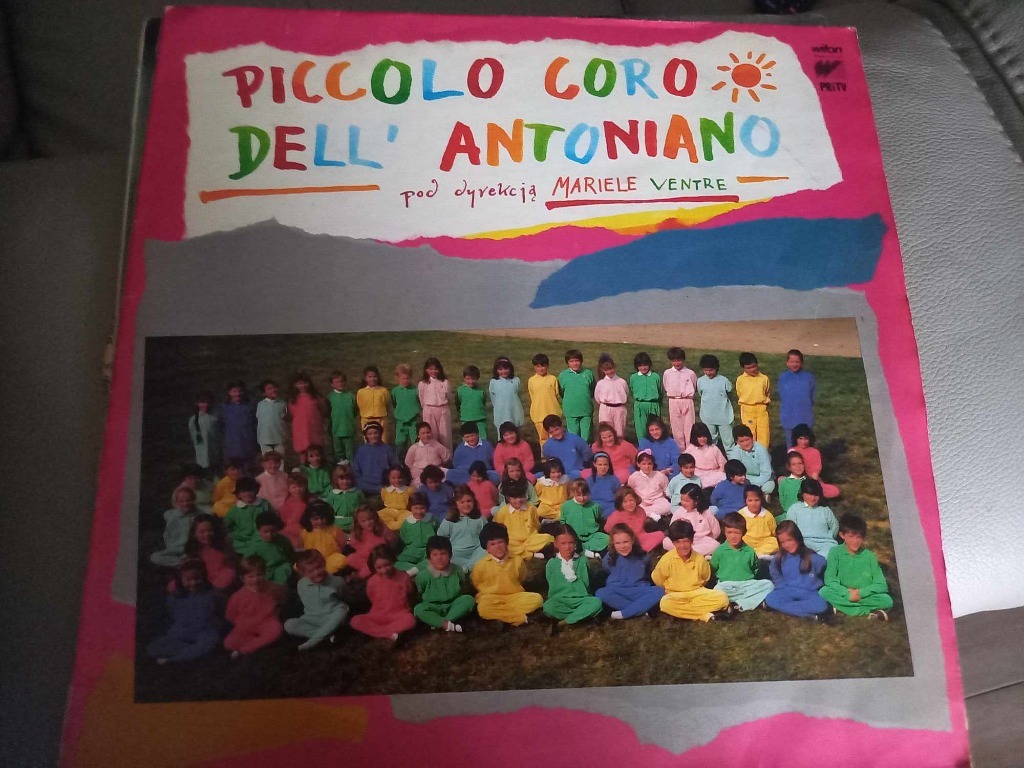 PICCOLO CORO
DELL' ANTONIANO
pod dyrekcją MARIELE VENTRE
wifon
PRiTV